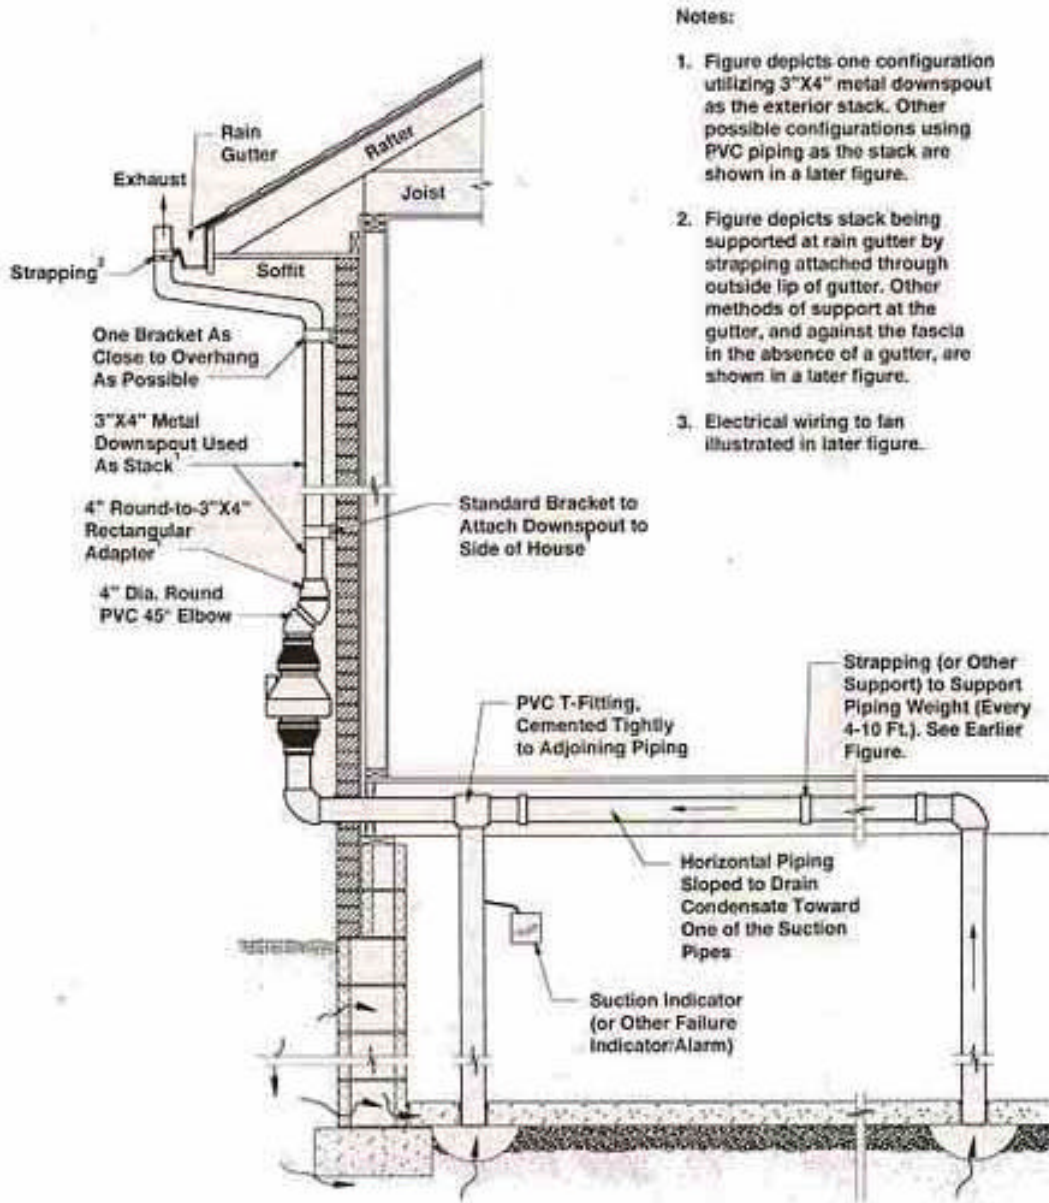 Notes:
1. Figure depicts one configuration
utilizing 3"X4" metal downspout
as the exterior stack. Other
possible configurations using
PVC piping as the stack are
shown in a later figure.
2. Figure depicts stack being
supported at rain gutter by
strapping attached through
outside lip of gutter. Other
methods of support at the
gutter, and against the fascia
in the absence of a gutter, are
shown in a later figure.
3. Electrical wiring to fan
illustrated in later figure.
Rain
Gutter
Rafter
Exhaust
Joist
Strapping²
Soffit
One Bracket As
Close to Overhang
As Possible
3"X4" Metal
Downspout Used
As Stack¹
4" Round-to-3"X4"
Rectangular
Adapter¹
Standard Bracket to
Attach Downspout to
Side of House¹
4" Dia. Round
PVC 45° Elbow
PVC T-Fitting,
Cemented Tightly
to Adjoining Piping
Strapping (or Other
Support) to Support
Piping Weight (Every
4-10 Ft.). See Earlier
Figure.
Horizontal Piping
Sloped to Drain
Condensate Toward
One of the Suction
Pipes
Suction Indicator
(or Other Failure
Indicator/Alarm)